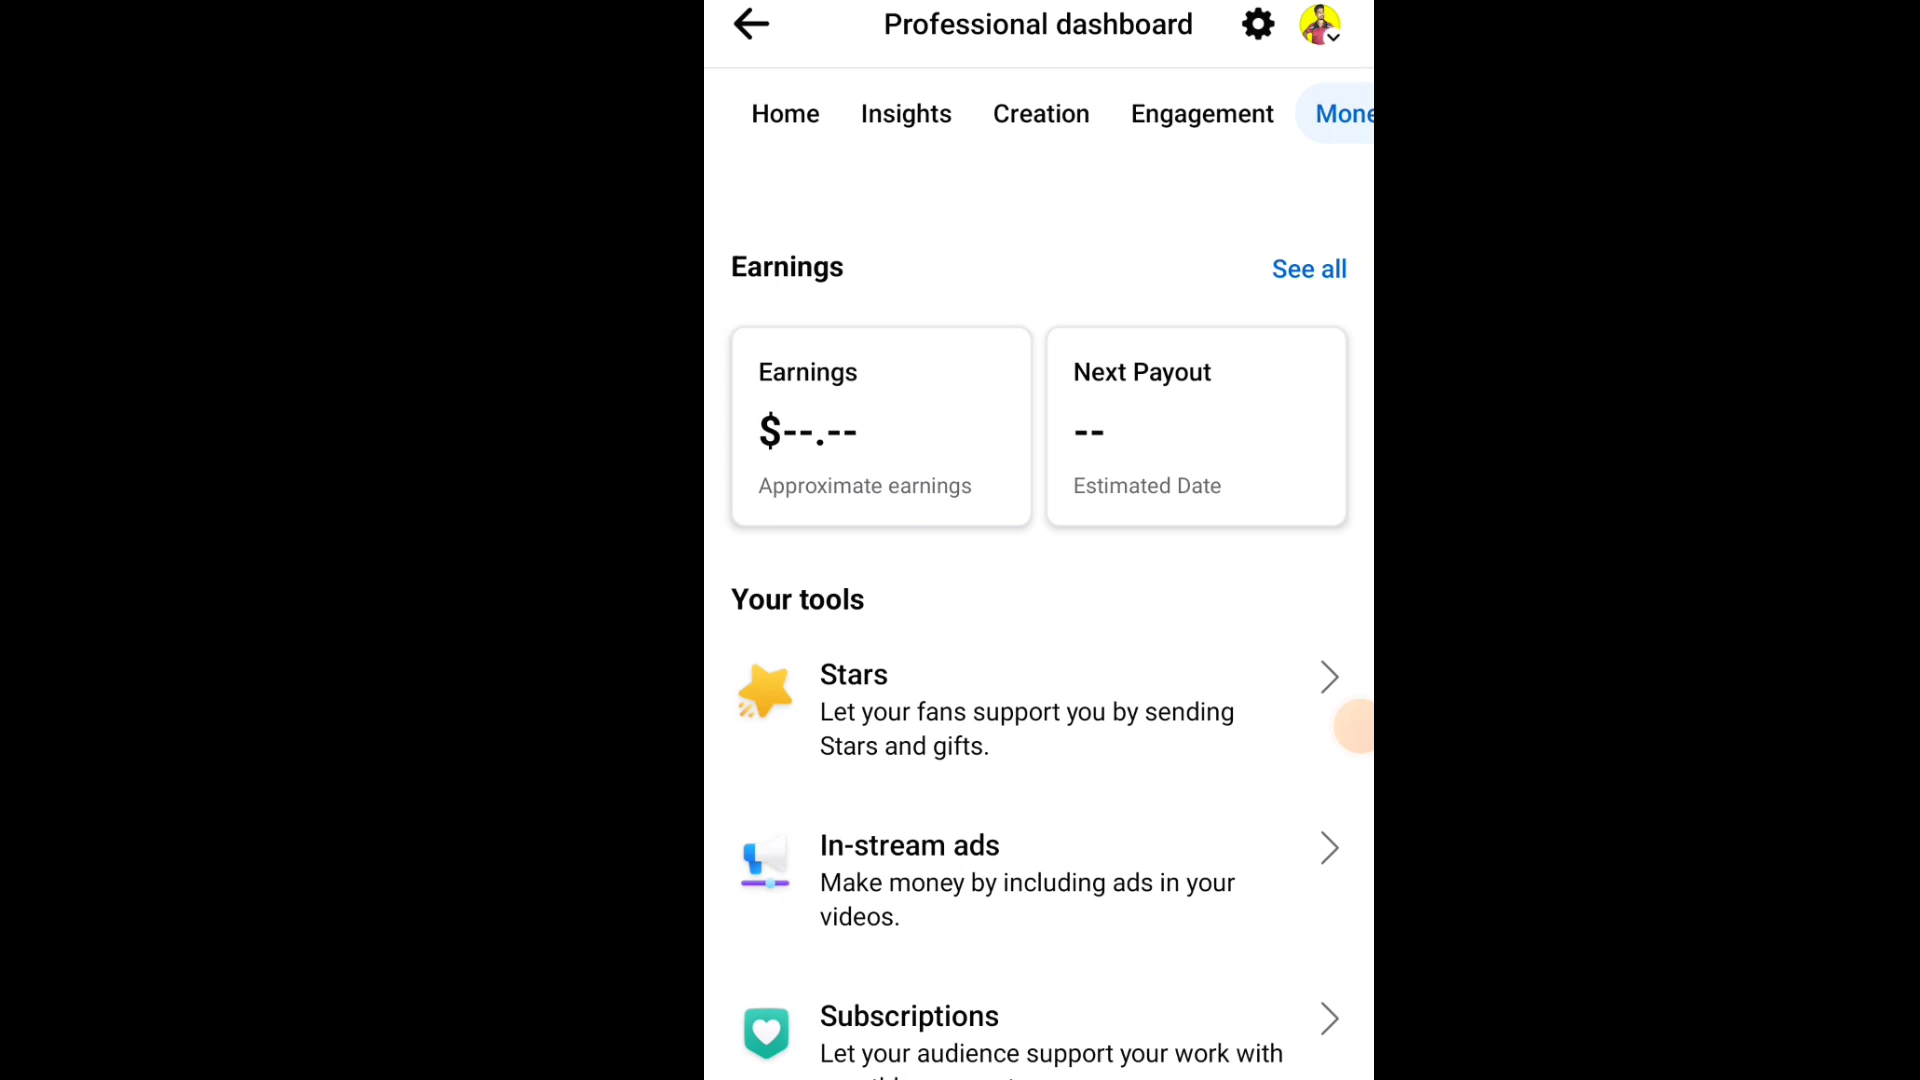 Professional dashboard
Home Insights Creation Engagement Mone
Earnings See all
Earnings
$--.--
Approximate earnings
Next Payout
--
Estimated Date
Your tools
Stars
Let your fans support you by sending
Stars and gifts.
In-stream ads
Make money by including ads in your
videos.
Subscriptions
Let your audience support your work with